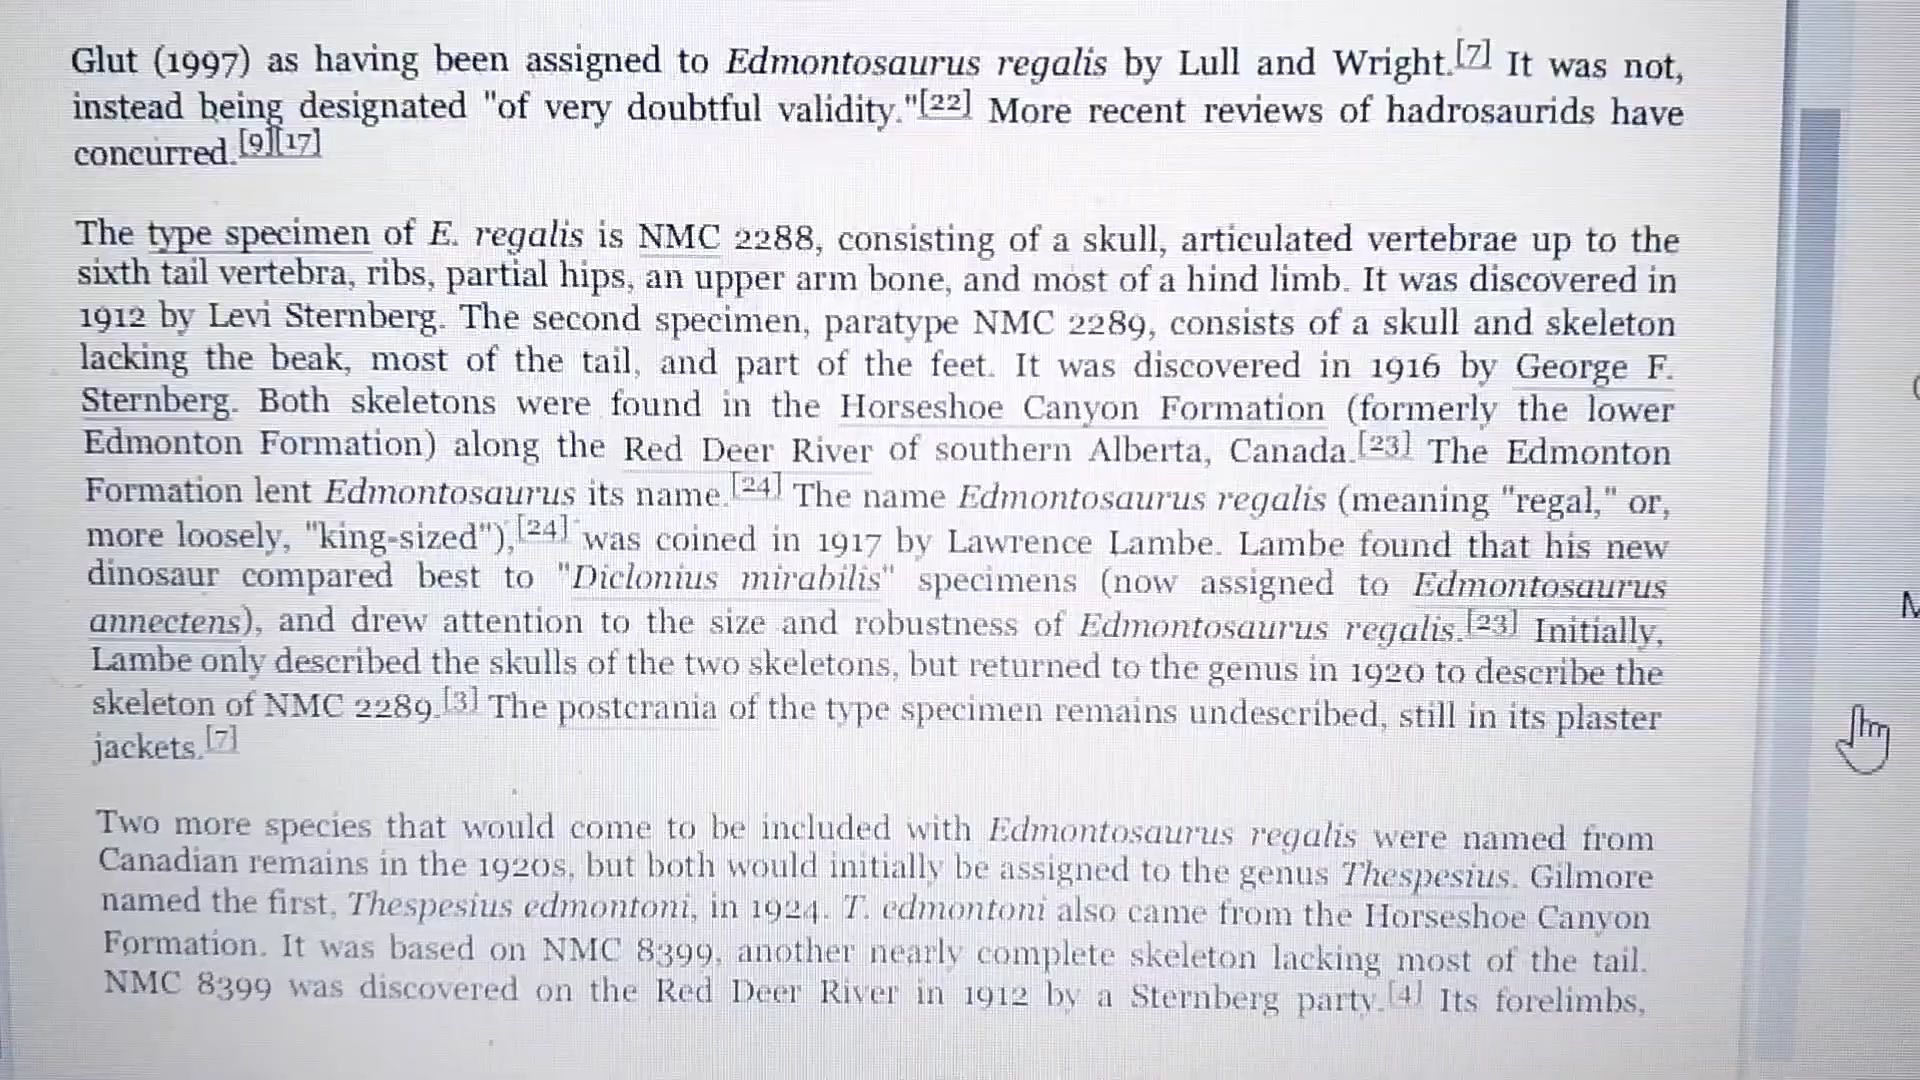 Glut (1997) as having been assigned to Edmontosaurus regalis by Lull and Wright.[7] It was not,
instead being designated "of very doubtful validity."[22] More recent reviews of hadrosaurids have
concurred.[9][17]
The type specimen of E. regalis is NMC 2288, consisting of a skull, articulated vertebrae up to the
sixth tail vertebra, ribs, partial hips, an upper arm bone, and most of a hind limb. It was discovered in
1912 by Levi Sternberg. The second specimen, paratype NMC 2289, consists of a skull and skeleton
lacking the beak, most of the tail, and part of the feet. It was discovered in 1916 by George F.
Sternberg. Both skeletons were found in the Horseshoe Canyon Formation (formerly the lower
Edmonton Formation) along the Red Deer River of southern Alberta, Canada.[23] The Edmonton
Formation lent Edmontosaurus its name.[24] The name Edmontosaurus regalis (meaning "regal," or,
more loosely, "king-sized"),[24] was coined in 1917 by Lawrence Lambe. Lambe found that his new
dinosaur compared best to "Diclonius mirabilis" specimens (now assigned to Edmontosaurus
annectens), and drew attention to the size and robustness of Edmontosaurus regalis.[23] Initially,
Lambe only described the skulls of the two skeletons, but returned to the genus in 1920 to describe the
skeleton of NMC 2289.[3] The postcrania of the type specimen remains undescribed, still in its plaster
jackets.[7]
Two more species that would come to be included with Edmontosaurus regalis were named from
Canadian remains in the 1920s, but both would initially be assigned to the genus Thespesius. Gilmore
named the first, Thespesius edmontoni, in 1924. T. edmontoni also came from the Horseshoe Canyon
Formation. It was based on NMC 8399, another nearly complete skeleton lacking most of the tail.
NMC 8399 was discovered on the Red Deer River in 1912 by a Sternberg party.[4] Its forelimbs,